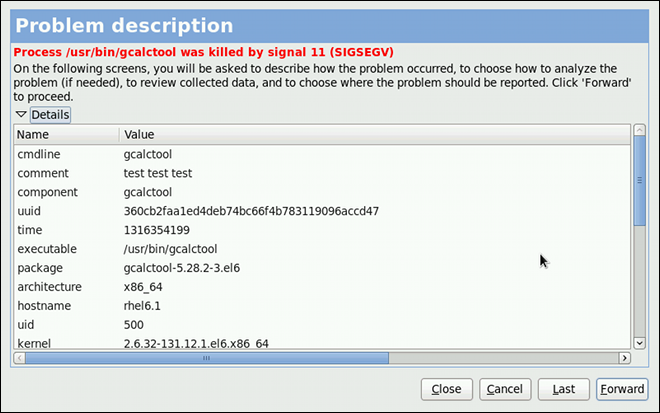 Problem description
Process /usr/bin/gcalctool was killed by signal 11 (SIGSEGV)
On the following screens, you will be asked to describe how the problem occurred, to choose how to analyze the
problem (if needed), to review collected data, and to choose where the problem should be reported. Click 'Forward'
to proceed.
Details
Name Value
cmdline gcalctool
comment test test test
component gcalctool
uuid 360cb2faa1ed4deb74bc66f4b783119096accd47
time 1316354199
executable /usr/bin/gcalctool
package gcalctool-5.28.2-3.el6
architecture x86_64
hostname rhel6.1
uid 500
kernel 2.6.32-131.12.1.el6.x86_64
Close Cancel Last Forward